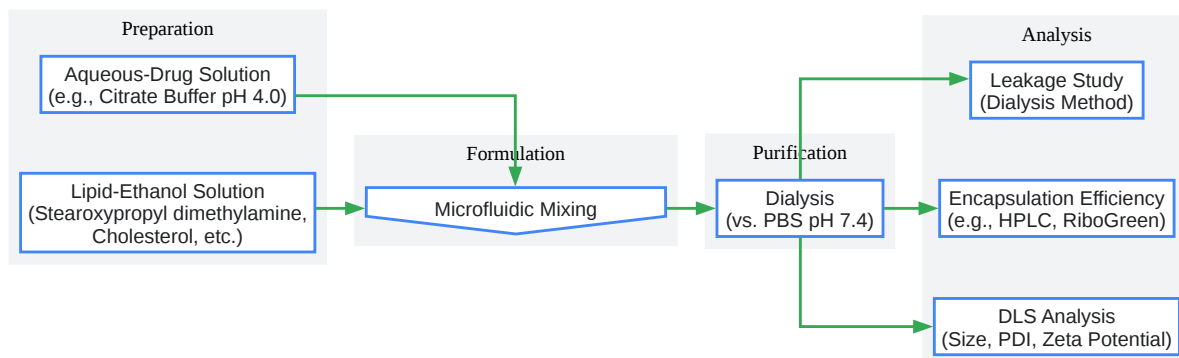 Preparation
Aqueous-Drug Solution
(e.g., Citrate Buffer pH 4.0)
Lipid-Ethanol Solution
(Stearoxypropyl dimethylamine,
Cholesterol, etc.)
Formulation
Microfluidic Mixing
Purification
Dialysis
(vs. PBS pH 7.4)
Analysis
Leakage Study
(Dialysis Method)
Encapsulation Efficiency
(e.g., HPLC, RiboGreen)
DLS Analysis
(Size, PDI, Zeta Potential)